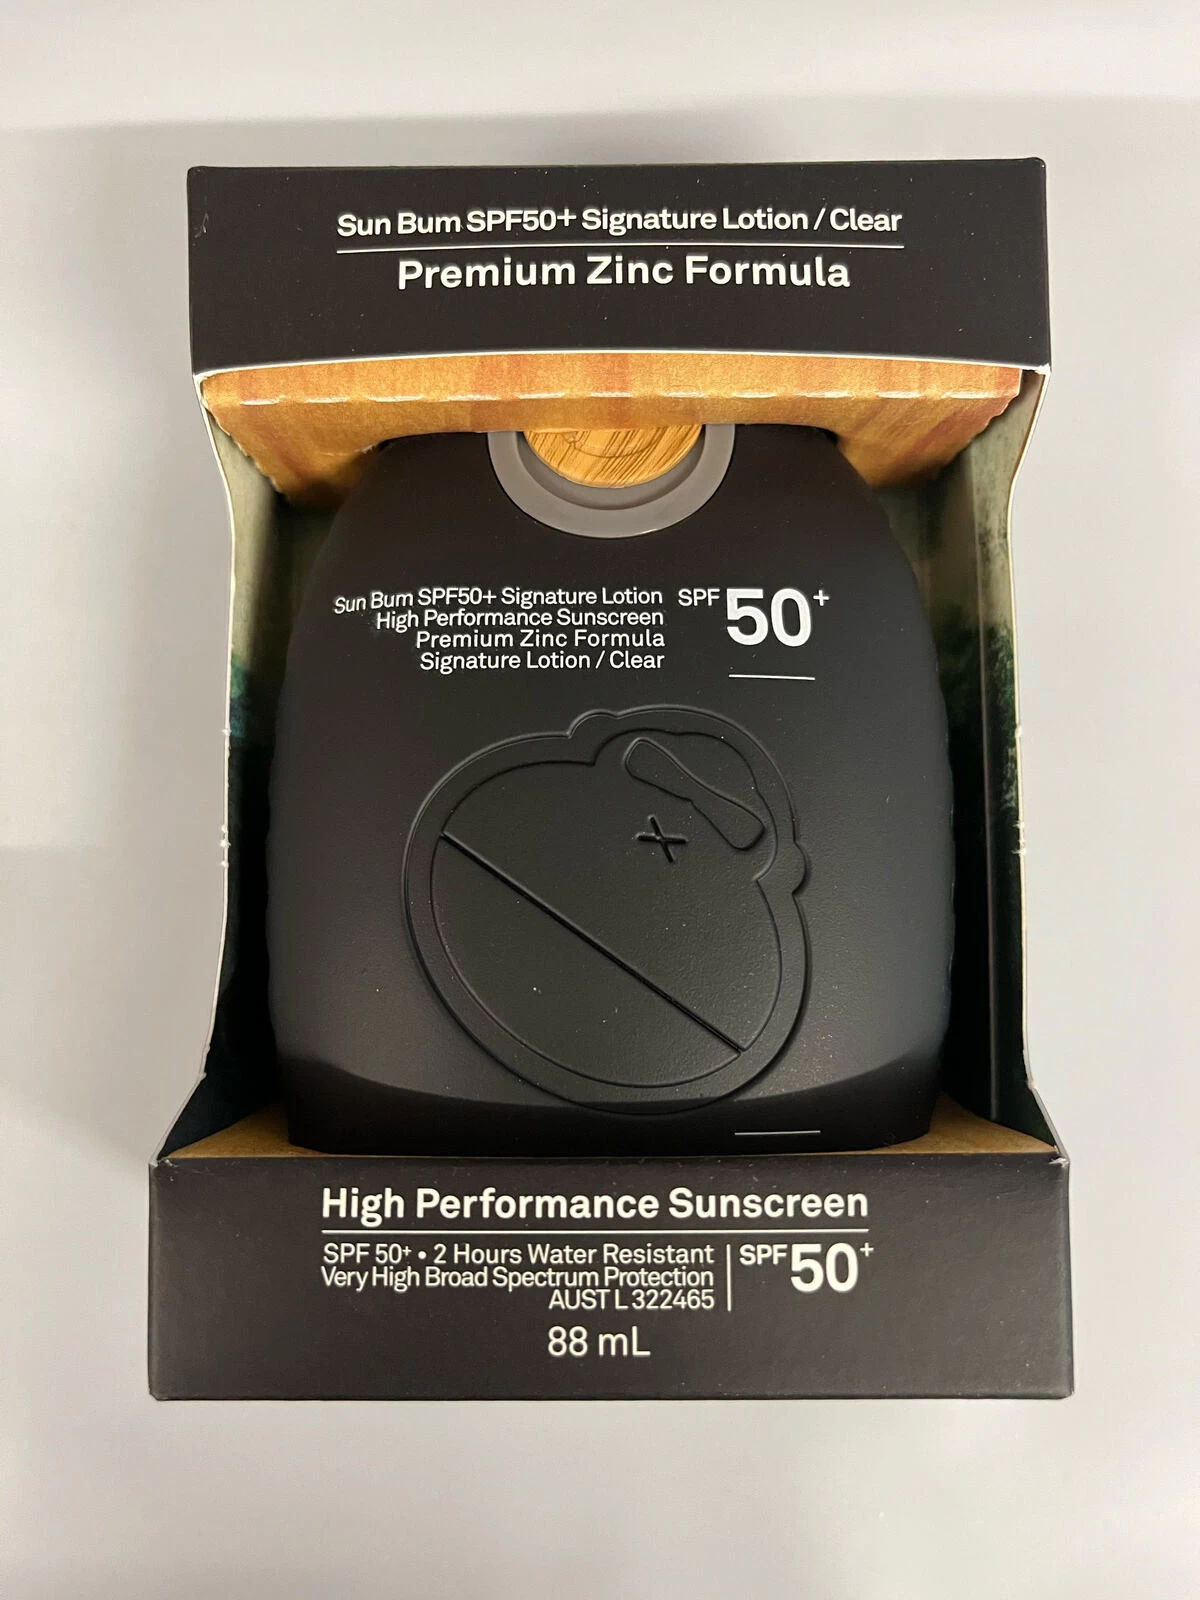 Sun Bum SPF50+ Signature Lotion / Clear
Premium Zinc Formula
Sun Bum SPF50+ Signature Lotion
High Performance Sunscreen
Premium Zinc Formula
Signature Lotion / Clear
SPF 50+
High Performance Sunscreen
SPF 50+ • 2 Hours Water Resistant
Very High Broad Spectrum Protection
AUST L 322465
SPF 50+
88 mL